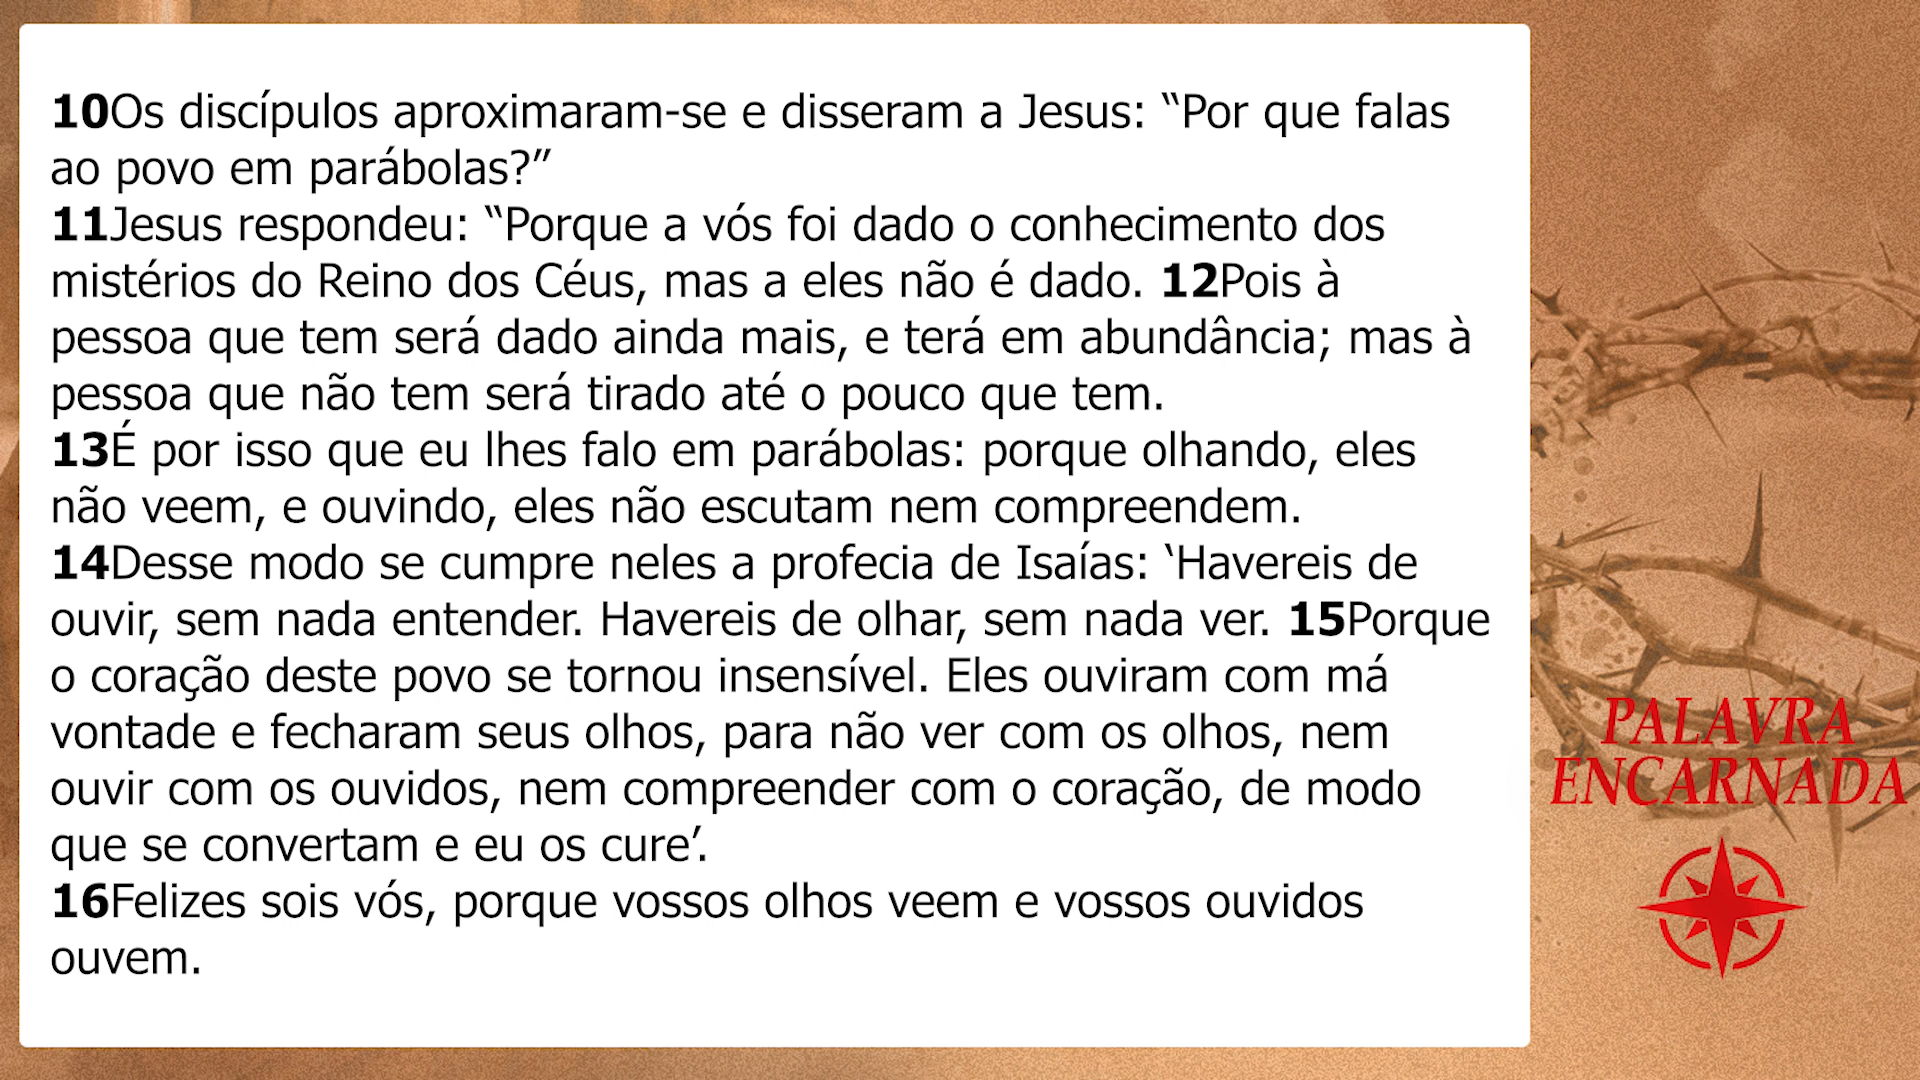 10Os discípulos aproximaram-se e disseram a Jesus: “Por que falas
ao povo em parábolas?”
11Jesus respondeu: “Porque a vós foi dado o conhecimento dos
mistérios do Reino dos Céus, mas a eles não é dado. 12Pois à
pessoa que tem será dado ainda mais, e terá em abundância; mas à
pessoa que não tem será tirado até o pouco que tem.
13É por isso que eu lhes falo em parábolas: porque olhando, eles
não veem, e ouvindo, eles não escutam nem compreendem.
14Desse modo se cumpre neles a profecia de Isaías: ‘Havereis de
ouvir, sem nada entender. Havereis de olhar, sem nada ver. 15Porque
o coração deste povo se tornou insensível. Eles ouviram com má
vontade e fecharam seus olhos, para não ver com os olhos, nem
ouvir com os ouvidos, nem compreender com o coração, de modo
que se convertam e eu os cure’.
16Felizes sois vós, porque vossos olhos veem e vossos ouvidos
ouvem.
PALAVRA
ENCARNADA